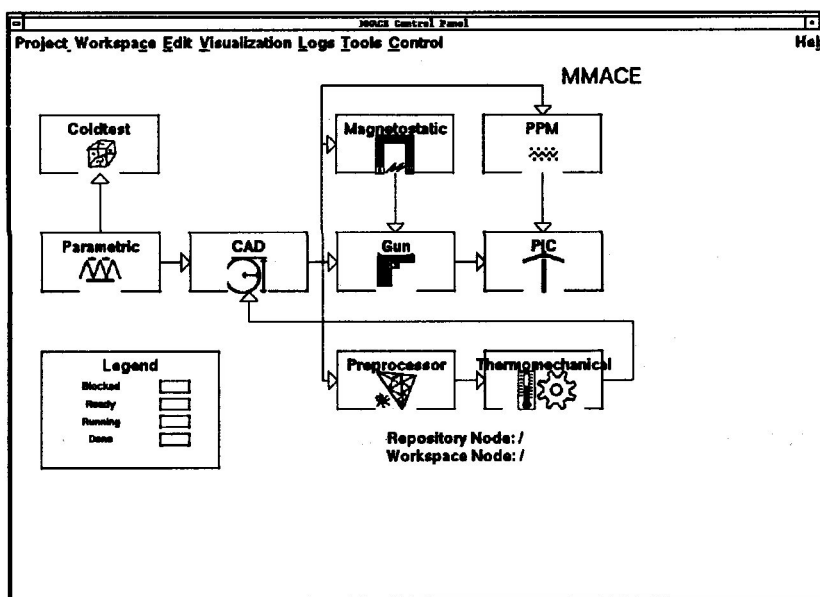 MMACE Control Panel
Project Workspace Edit Visualization Logs Tools Control Help
MMACE
Coldtest Magnetostatic PPM
Parametric CAD Gun PIC
Legend Preprocessor Thermomechanical
Blocked
Ready
Running
Done
Repository Node: /
Workspace Node: /